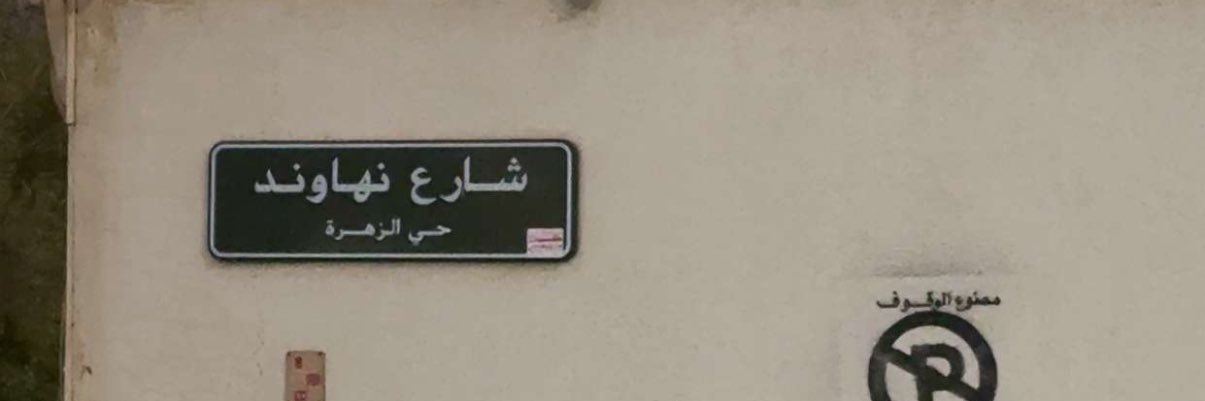 شارع نهاوند
حي الزهرة
ممنوع الوقوف
P